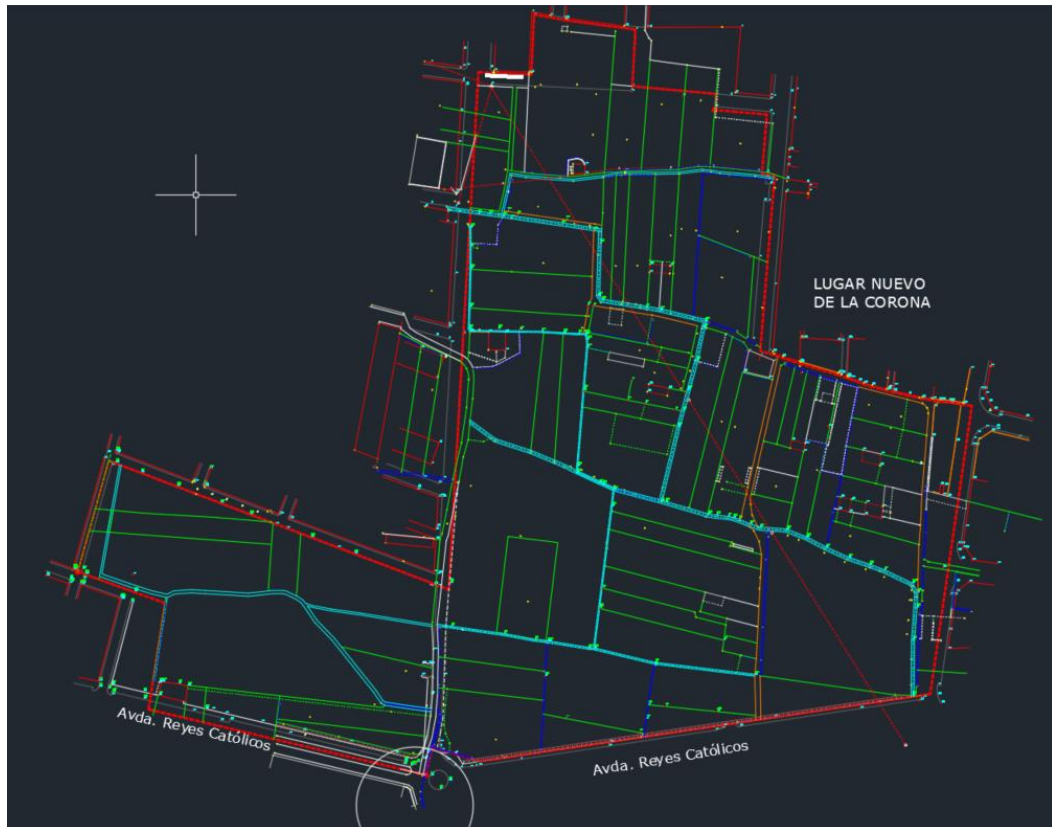 LUGAR NUEVO
DE LA CORONA
Avda. Reyes Católicos
Avda. Reyes Católicos